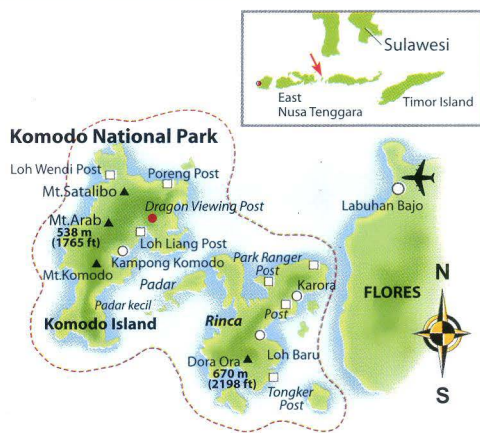 Sulawesi
East
Nusa Tenggara
Timor Island
Komodo National Park
Loh Wendi Post
Poreng Post
Mt.Satalibo
Dragon Viewing Post
Mt.Arab
538 m
(1765 ft)
Loh Liang Post
Kampong Komodo
Mt.Komodo
Padar
Padar kecil
Komodo Island
Park Ranger
Post
Karora
Post
Rinca
Loh Baru
Dora Ora
670 m
(2198 ft)
Tongker
Post
Labuhan Bajo
FLORES
N
S